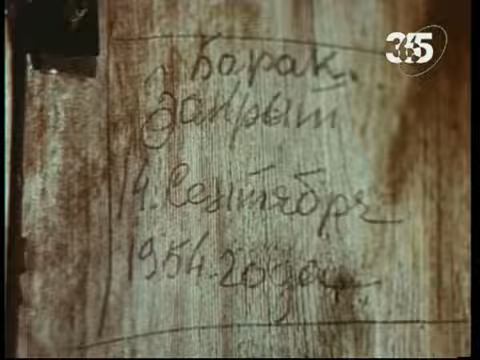 365
Барак.
Закрыт
14. Сентября
1954. года